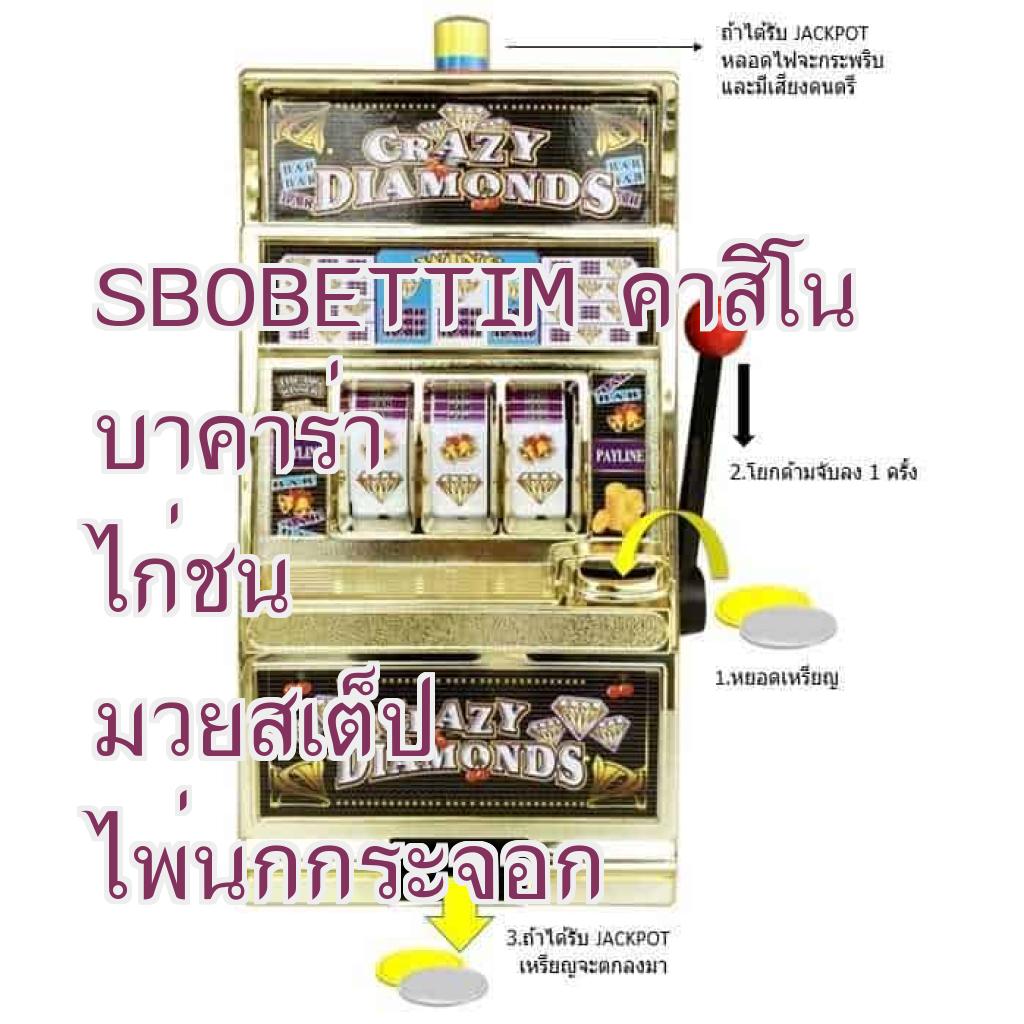 ถ้าได้รับ JACKPOT
หลอดไฟจะกระพริบ
และมีเสียงดนตรี
CRAZY
DIAMONDS
BAR
BAR
BAR
SBOBETTIM คาสิโน
บาคาร่า
PAYLINE
2.โยกด้ามจับลง 1 ครั้ง
ไก่ชน
1.หยอดเหรียญ
มวยสเต็ป
CRAZY
DIAMONDS
ไพ่นกกระจอก
3.ถ้าได้รับ JACKPOT
เหรียญจะตกลงมา